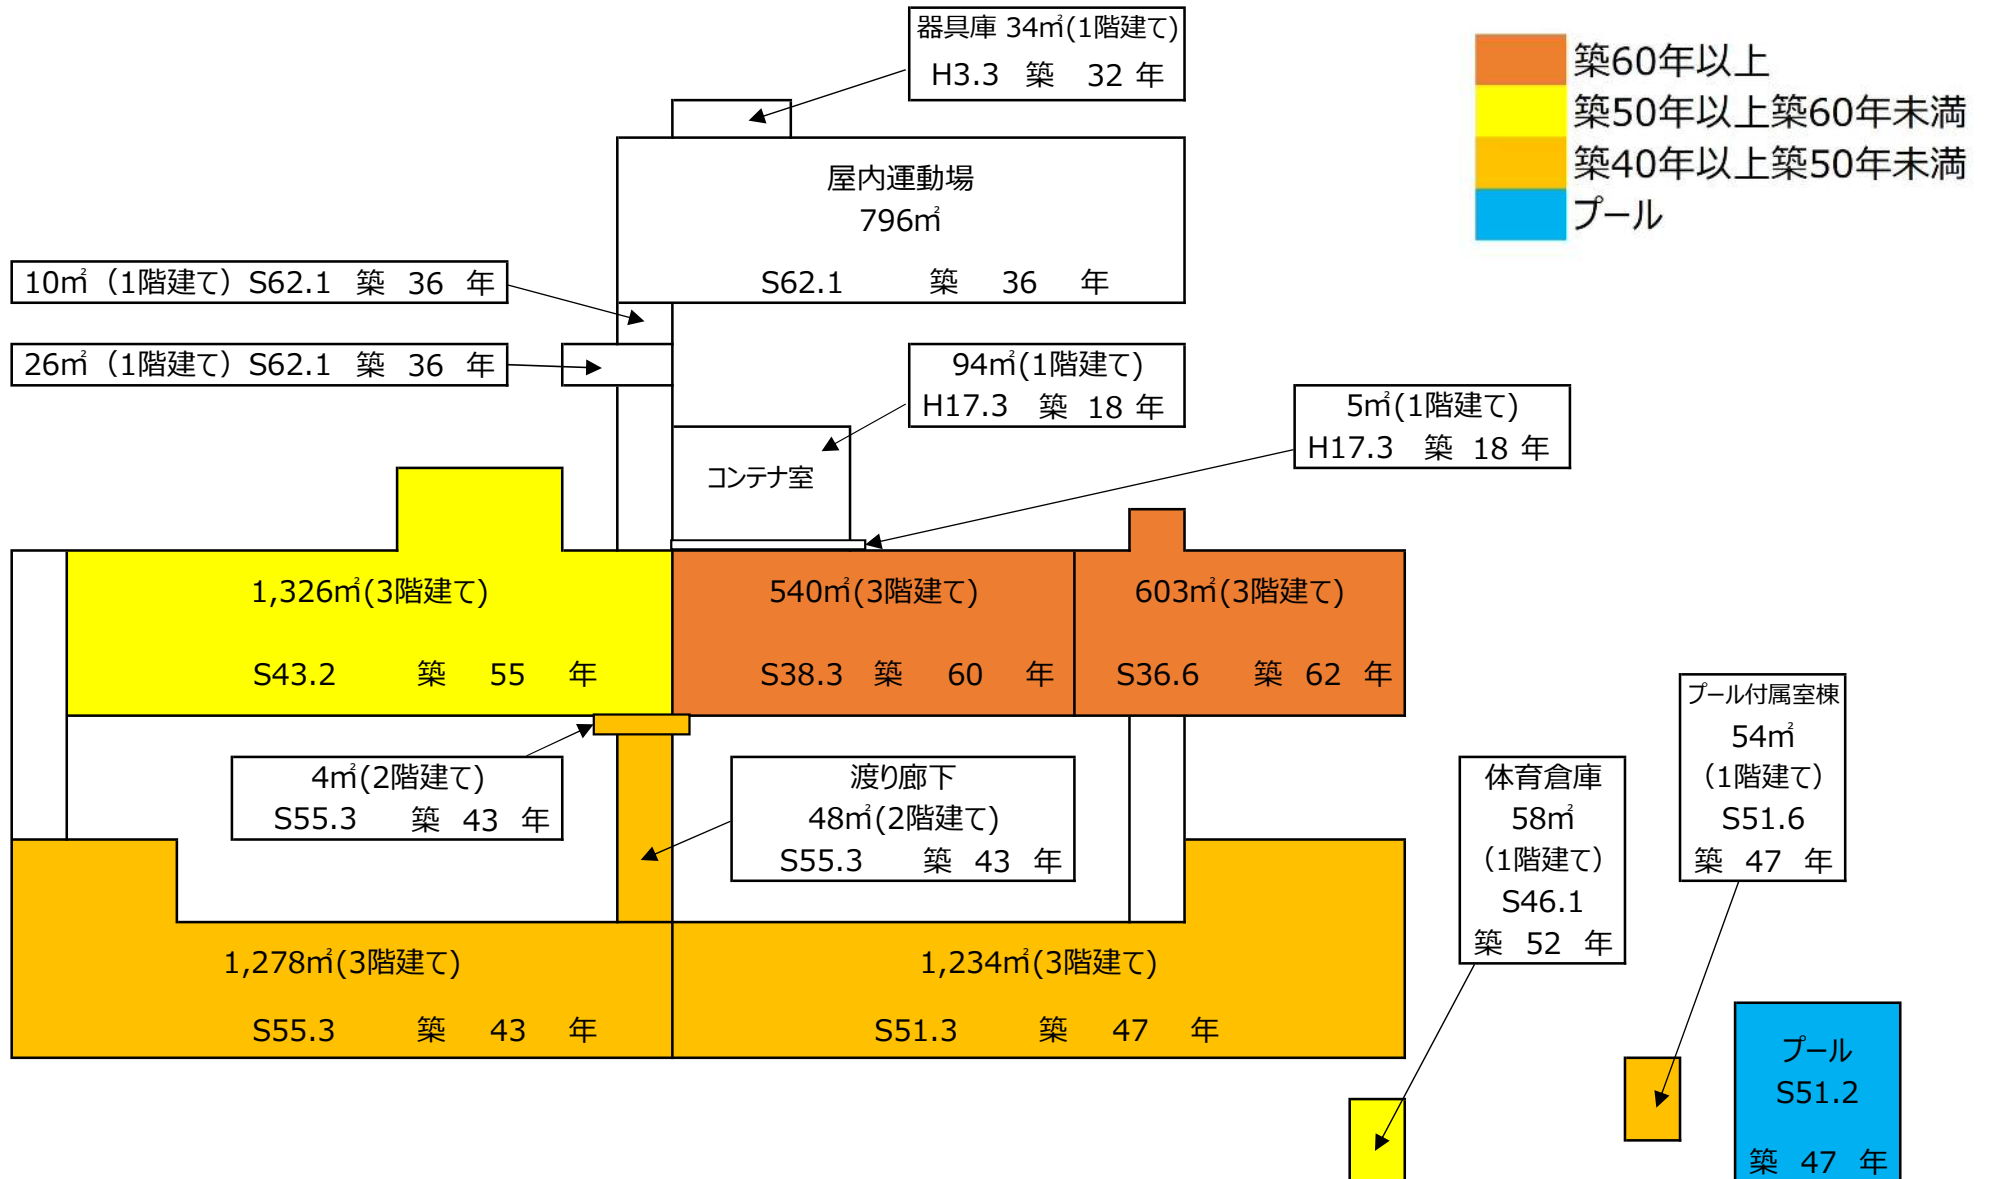 器具庫 34㎡(1階建て)
H3.3 築 32 年
築60年以上
築50年以上築60年未満
築40年以上築50年未満
プール
屋内運動場
796㎡
S62.1 築 36 年
10㎡（1階建て）S62.1 築 36 年
26㎡（1階建て）S62.1 築 36 年
94㎡(1階建て)
H17.3 築 18 年
5㎡(1階建て)
H17.3 築 18 年
コンテナ室
1,326㎡(3階建て)
S43.2 築 55 年
540㎡(3階建て)
S38.3 築 60 年
603㎡(3階建て)
S36.6 築 62 年
4㎡(2階建て)
S55.3 築 43 年
渡り廊下
48㎡(2階建て)
S55.3 築 43 年
体育倉庫
58㎡
（1階建て）
S46.1
築 52 年
プール付属室棟
54㎡
（1階建て）
S51.6
築 47 年
1,278㎡(3階建て)
S55.3 築 43 年
1,234㎡(3階建て)
S51.3 築 47 年
プール
S51.2
築 47 年